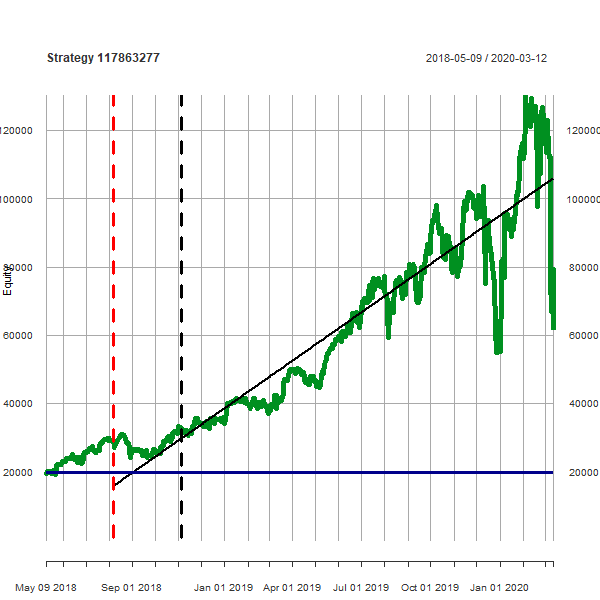 Strategy 117863277
2018-05-09 / 2020-03-12
120000
120000
100000
100000
80000
80000
Equity
60000
60000
40000
40000
20000
20000
May 09 2018
Sep 01 2018
Jan 01 2019
Apr 01 2019
Jul 01 2019
Oct 01 2019
Jan 01 2020